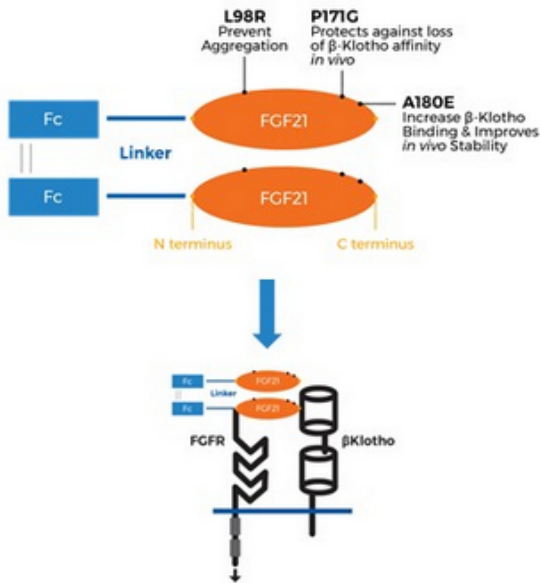 L98R
Prevent
Aggregation
P171G
Protects against loss
of β-Klotho affinity
in vivo
A180E
Increase β-Klotho
Binding & Improves
in vivo Stability
Fc
FGF21
Linker
Fc
FGF21
N terminus
C terminus
Fc
FGF21
Linker
Fc
FGF21
FGFR
βKlotho